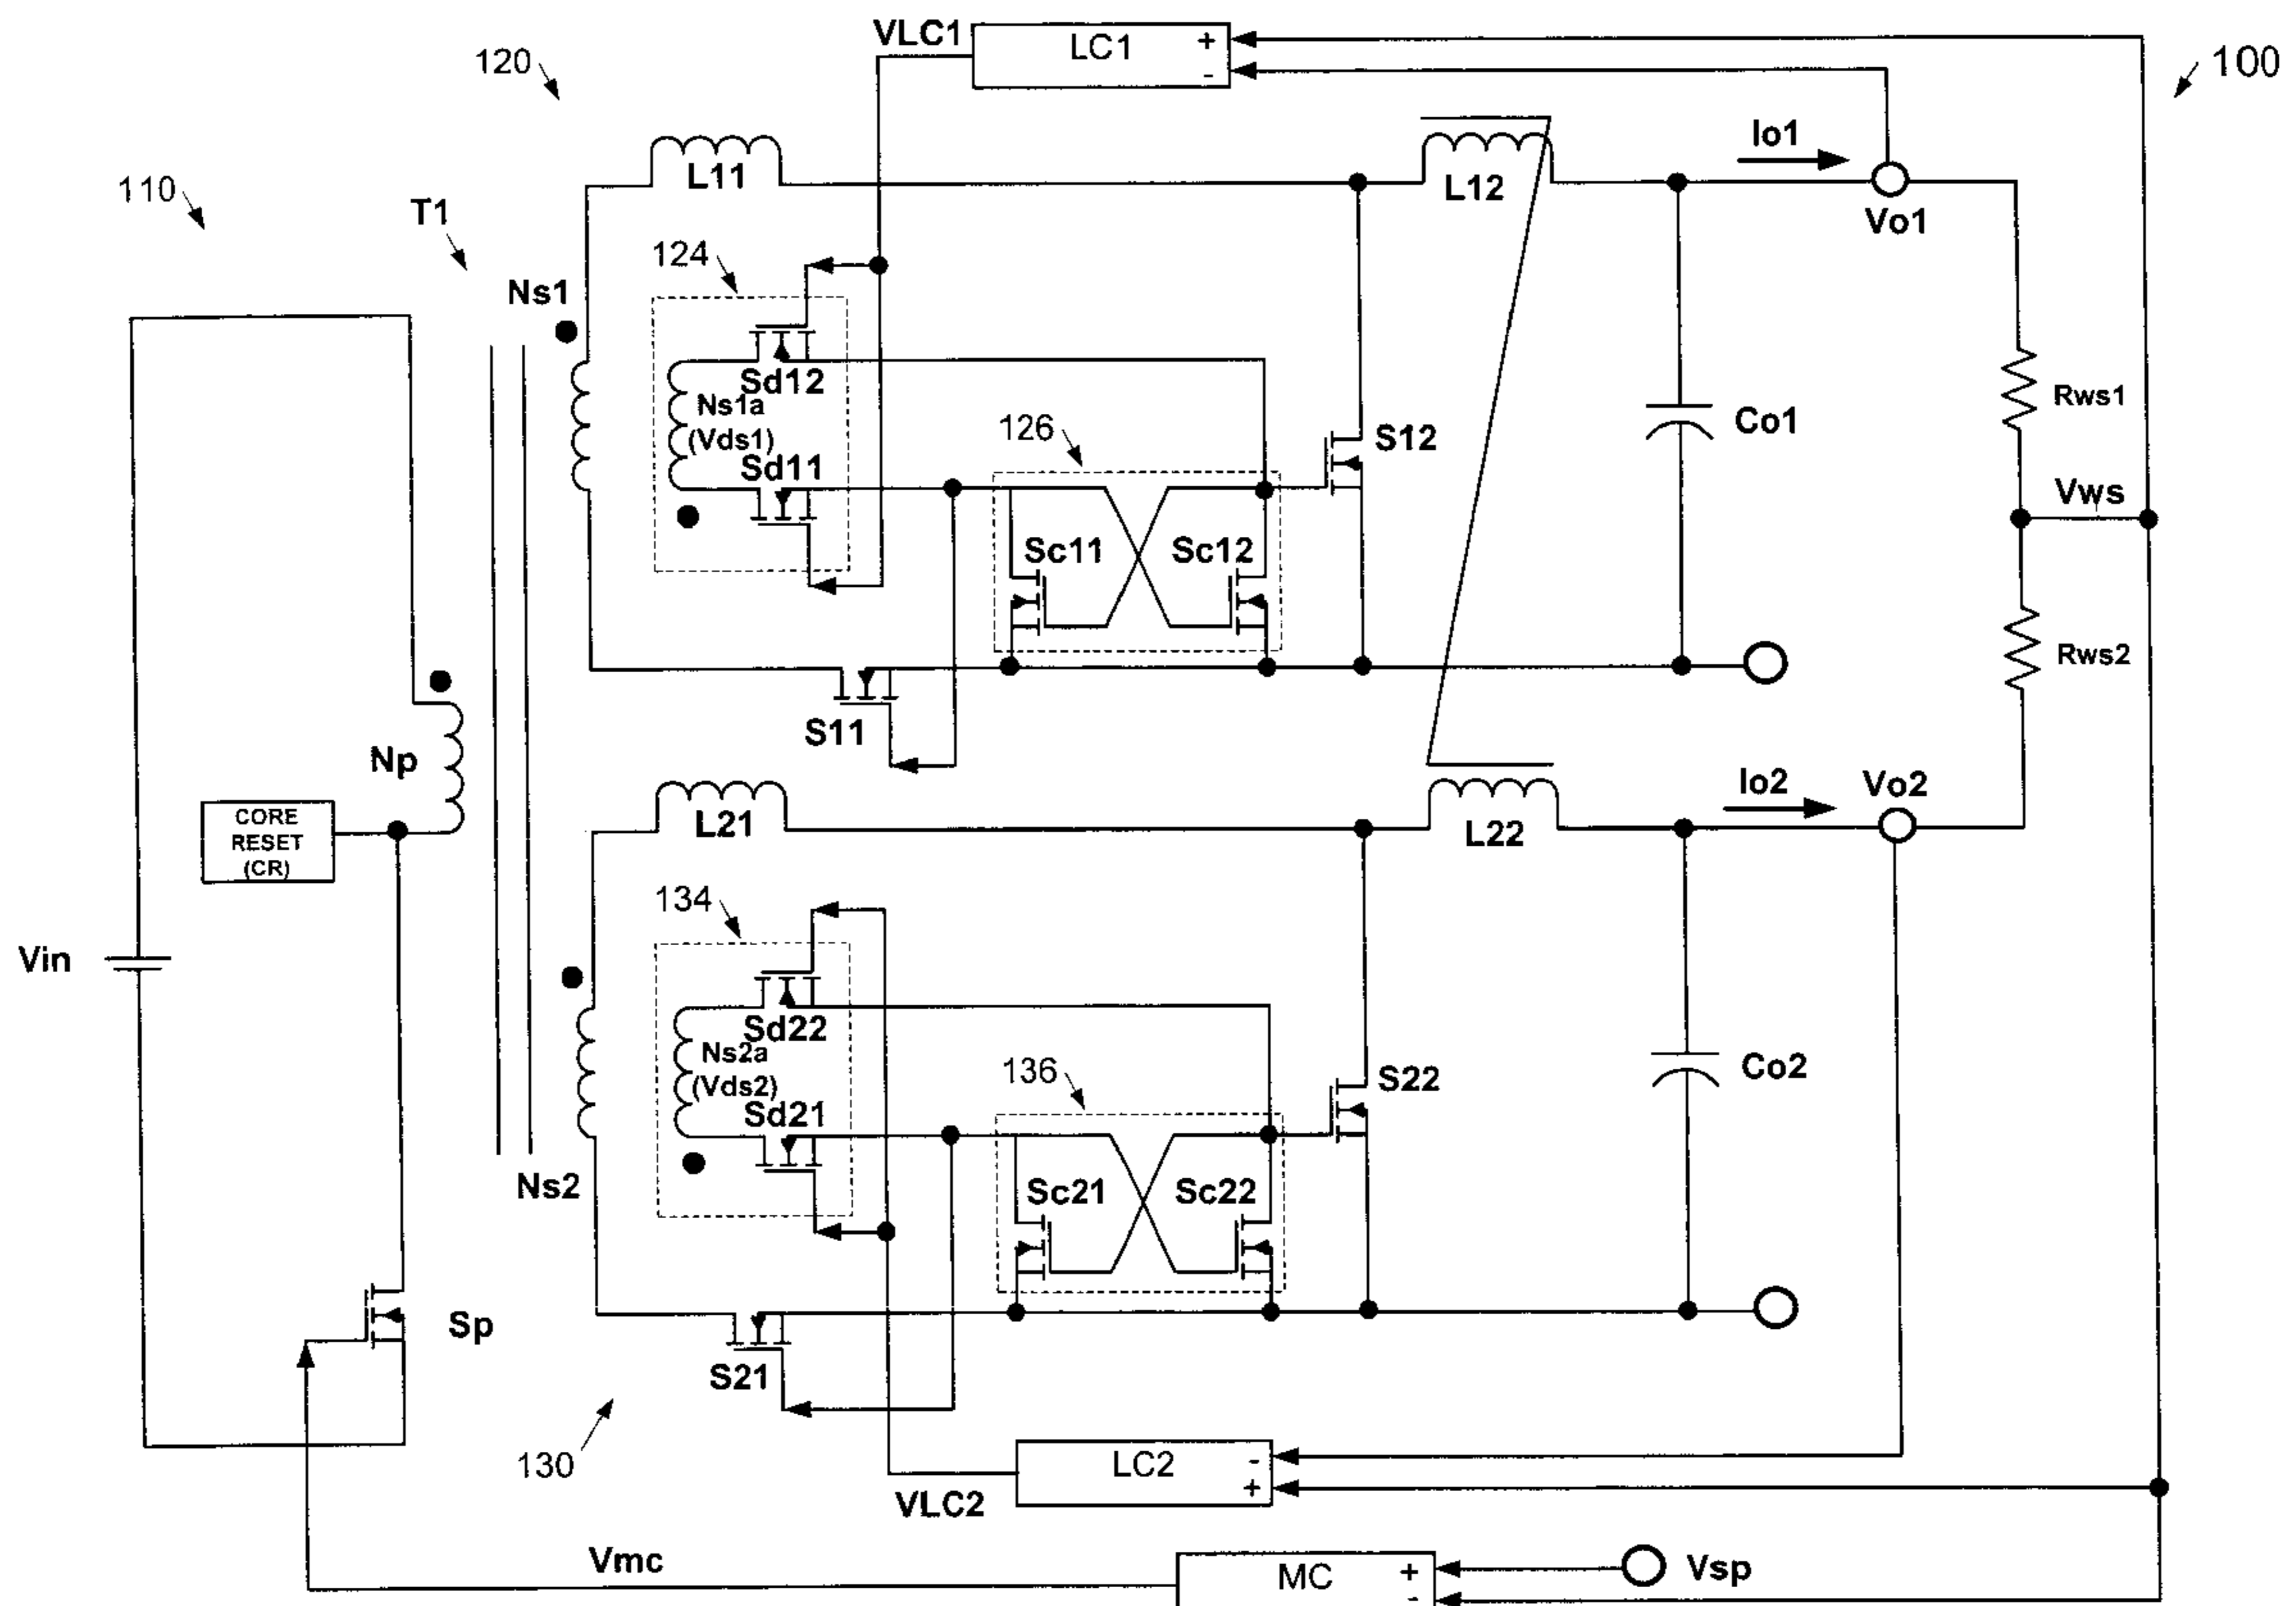 VLC1
LC1
+
-
100
120
Io1
L11
L12
110
T1
Vo1
124
Ns1
Sd12
Ns1a
(Vds1)
Sd11
126
S12
Co1
Rws1
Vws
Sc11
Sc12
Rws2
S11
Np
Io2
Vo2
L21
L22
CORE
RESET
(CR)
134
Vin
Sd22
Ns2a
(Vds2)
Sd21
136
S22
Co2
Ns2
Sc21
Sc22
Sp
S21
130
LC2
-
+
VLC2
Vmc
MC
+
-
Vsp